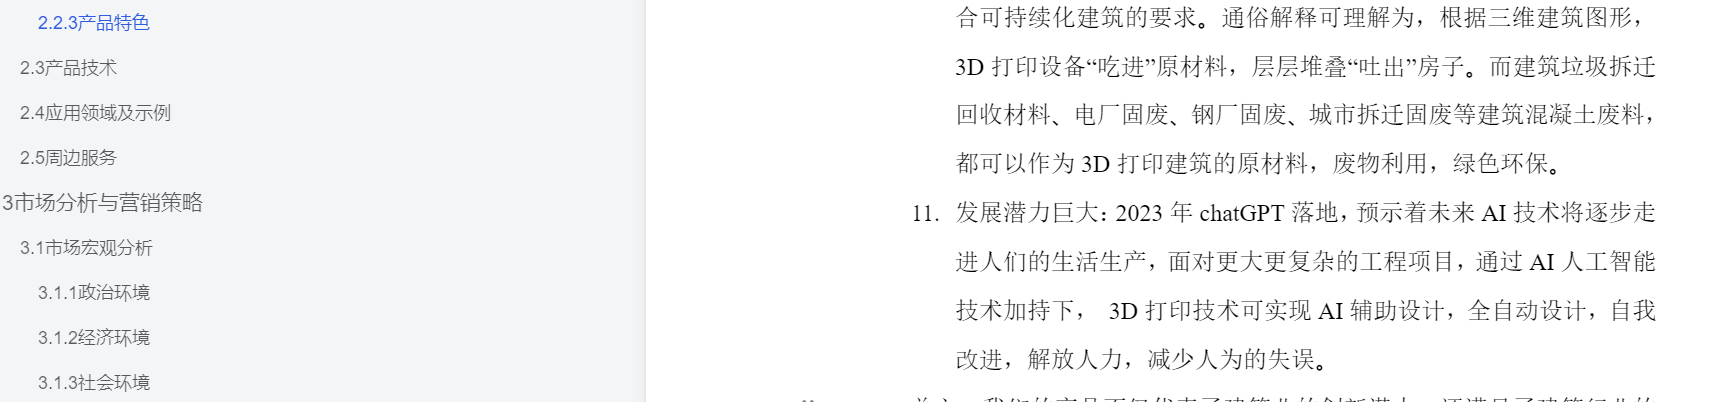 2.2.3产品特色
2.3产品技术
2.4应用领域及示例
2.5周边服务
3市场分析与营销策略
3.1市场宏观分析
3.1.1政治环境
3.1.2经济环境
3.1.3社会环境
合可持续化建筑的要求。通俗解释可理解为，根据三维建筑图形，
3D 打印设备“吃进”原材料，层层堆叠“吐出”房子。而建筑垃圾拆迁
回收材料、电厂固废、钢厂固废、城市拆迁固废等建筑混凝土废料，
都可以作为 3D 打印建筑的原材料，废物利用，绿色环保。
11. 发展潜力巨大：2023 年 chatGPT 落地，预示着未来 AI 技术将逐步走
进人们的生活生产，面对更大更复杂的工程项目，通过 AI 人工智能
技术加持下， 3D 打印技术可实现 AI 辅助设计，全自动设计，自我
改进，解放人力，减少人为的失误。